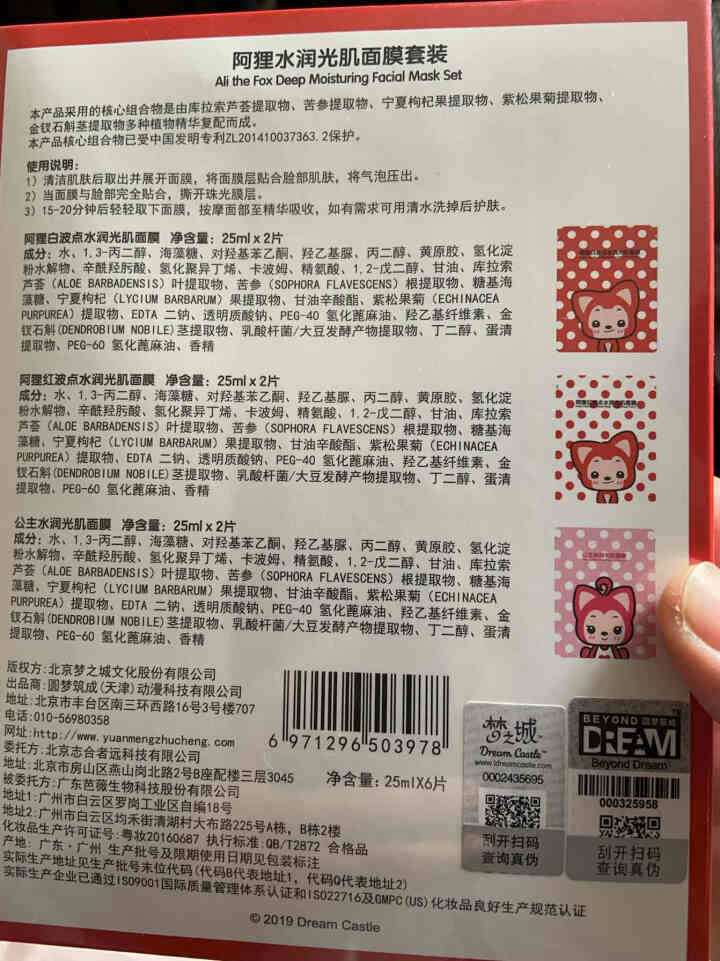 阿狸水润光肌面膜套装
Ali the Fox Deep Moisturing Facial Mask Set
本产品采用的核心组合物是由库拉索芦荟提取物、苦参提取物、宁夏枸杞果提取物、紫松果菊提取物、
金钗石斛茎提取物多种植物精华复配而成。
本产品核心组合物已受中国发明专利ZL201410037363.2保护。
使用说明:
1）清洁肌肤后取出并展开面膜，将面膜层贴合脸部肌肤，将气泡压出。
2）当面膜与脸部完全贴合，撕开珠光膜层。
3）15-20分钟后轻轻取下面膜，按摩面部至精华吸收，如有需求可用清水洗掉后护肤。
阿狸白波点水润光肌面膜 净含量: 25ml x 2片
成分: 水、1,3-丙二醇、海藻糖、对羟基苯乙酮、羟乙基脲、丙二醇、黄原胶、氢化淀
粉水解物、辛酰羟肟酸、氢化聚异丁烯、卡波姆、精氨酸、1,2-戊二醇、甘油、库拉索
芦荟（ALOE BARBADENSIS）叶提取物、苦参（SOPHORA FLAVESCENS）根提取物、糖基海
藻糖、宁夏枸杞（LYCIUM BARBARUM）果提取物、甘油辛酸酯、紫松果菊（ECHINACEA
PURPUREA）提取物、EDTA 二钠、透明质酸钠、PEG-40 氢化蓖麻油、羟乙基纤维素、金
钗石斛(DENDROBIUM NOBILE)茎提取物、乳酸杆菌/大豆发酵产物提取物、丁二醇、蛋清
提取物、PEG-60 氢化蓖麻油、香精
阿狸红波点水润光肌面膜 净含量: 25ml x 2片
成分: 水、1,3-丙二醇、海藻糖、对羟基苯乙酮、羟乙基脲、丙二醇、黄原胶、氢化淀
粉水解物、辛酰羟肟酸、氢化聚异丁烯、卡波姆、精氨酸、1,2-戊二醇、甘油、库拉索
芦荟（ALOE BARBADENSIS）叶提取物、苦参（SOPHORA FLAVESCENS）根提取物、糖基海
藻糖、宁夏枸杞（LYCIUM BARBARUM）果提取物、甘油辛酸酯、紫松果菊（ECHINACEA
PURPUREA）提取物、EDTA 二钠、透明质酸钠、PEG-40 氢化蓖麻油、羟乙基纤维素、金
钗石斛(DENDROBIUM NOBILE)茎提取物、乳酸杆菌/大豆发酵产物提取物、丁二醇、蛋清
提取物、PEG-60 氢化蓖麻油、香精
公主水润光肌面膜 净含量: 25ml x 2片
成分: 水、1,3-丙二醇、海藻糖、对羟基苯乙酮、羟乙基脲、丙二醇、黄原胶、氢化淀
粉水解物、辛酰羟肟酸、氢化聚异丁烯、卡波姆、精氨酸、1,2-戊二醇、甘油、库拉索
芦荟（ALOE BARBADENSIS）叶提取物、苦参（SOPHORA FLAVESCENS）根提取物、糖基海
藻糖、宁夏枸杞（LYCIUM BARBARUM）果提取物、甘油辛酸酯、紫松果菊（ECHINACEA
PURPUREA）提取物、EDTA 二钠、透明质酸钠、PEG-40 氢化蓖麻油、羟乙基纤维素、金
钗石斛(DENDROBIUM NOBILE)茎提取物、乳酸杆菌/大豆发酵产物提取物、丁二醇、蛋清
提取物、PEG-60 氢化蓖麻油、香精
版权方: 北京梦之城文化股份有限公司
出品商: 圆梦筑成(天津)动漫科技有限公司
地址: 北京市丰台区南三环西路16号3号楼707
电话: 010-56980358
网址: http://www.yuanmengzhucheng.com
委托方: 北京志合者远科技有限公司
地址: 北京市房山区燕山岗北路2号8座配楼三层3045
被委托方: 广东芭薇生物科技股份有限公司
地址1: 广州市白云区罗岗工业区自编18号
地址2: 广州市白云区均禾街清湖村大布路225号A栋，B栋2楼
化妆品生产许可证号: 粤妆20160687 执行标准: QB/T2872 合格品
产地: 广东·广州 生产批号及限期使用日期见包装标注
实际生产地址见生产批号末位代码(代码B代表地址1, 代码Q代表地址2)
实际生产企业已通过ISO9001国际质量管理体系认证和ISO22716及GMPC(US)化妆品良好生产规范认证
6 971296 503978
净含量: 25mlX6片
梦之城
Dream Castle
www.idreamcastle.com
0002435695
刮开扫码
查询真伪
BEYOND 圆梦筑成
DREAM
Beyond Dream
000325958
刮开扫码
查询真伪
© 2019 Dream Castle